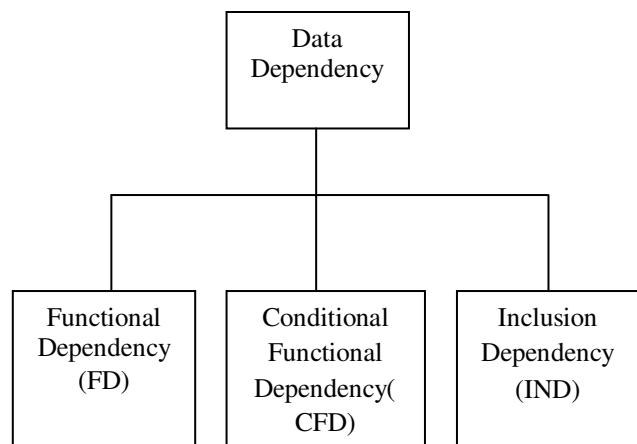 Data
Dependency
Functional
Dependency
(FD)
Conditional
Functional
Dependency(
CFD)
Inclusion
Dependency
(IND)